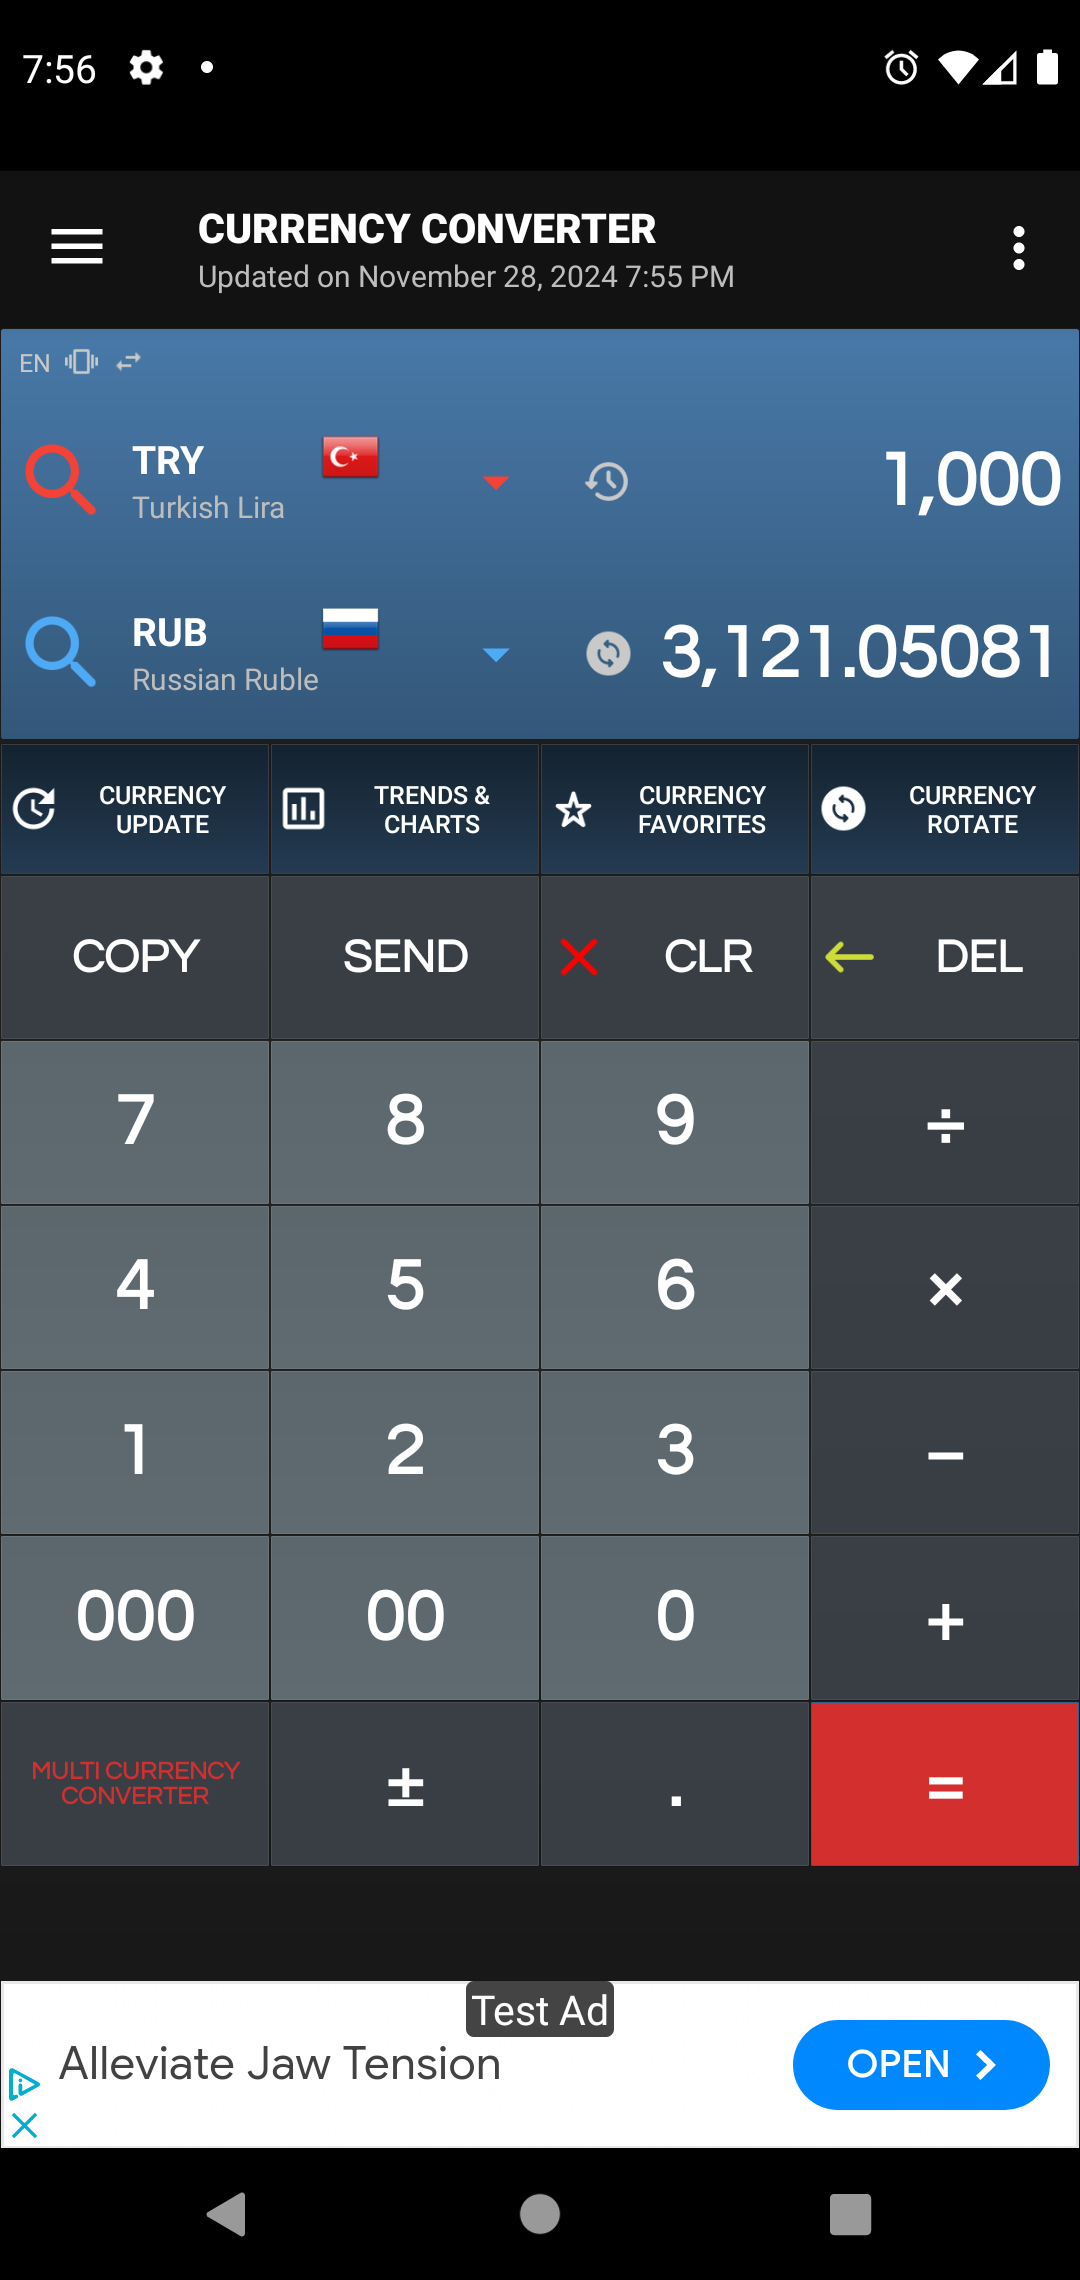 7:56
CURRENCY CONVERTER
Updated on November 28, 2024 7:55 PM
EN
TRY
Turkish Lira
1,000
RUB
Russian Ruble
3,121.05081
CURRENCY
UPDATE
TRENDS &
CHARTS
CURRENCY
FAVORITES
CURRENCY
ROTATE
COPY
SEND
CLR
DEL
7
8
9
÷
4
5
6
×
1
2
3
−
000
00
0
+
MULTI CURRENCY
CONVERTER
±
.
=
Test Ad
Alleviate Jaw Tension
OPEN